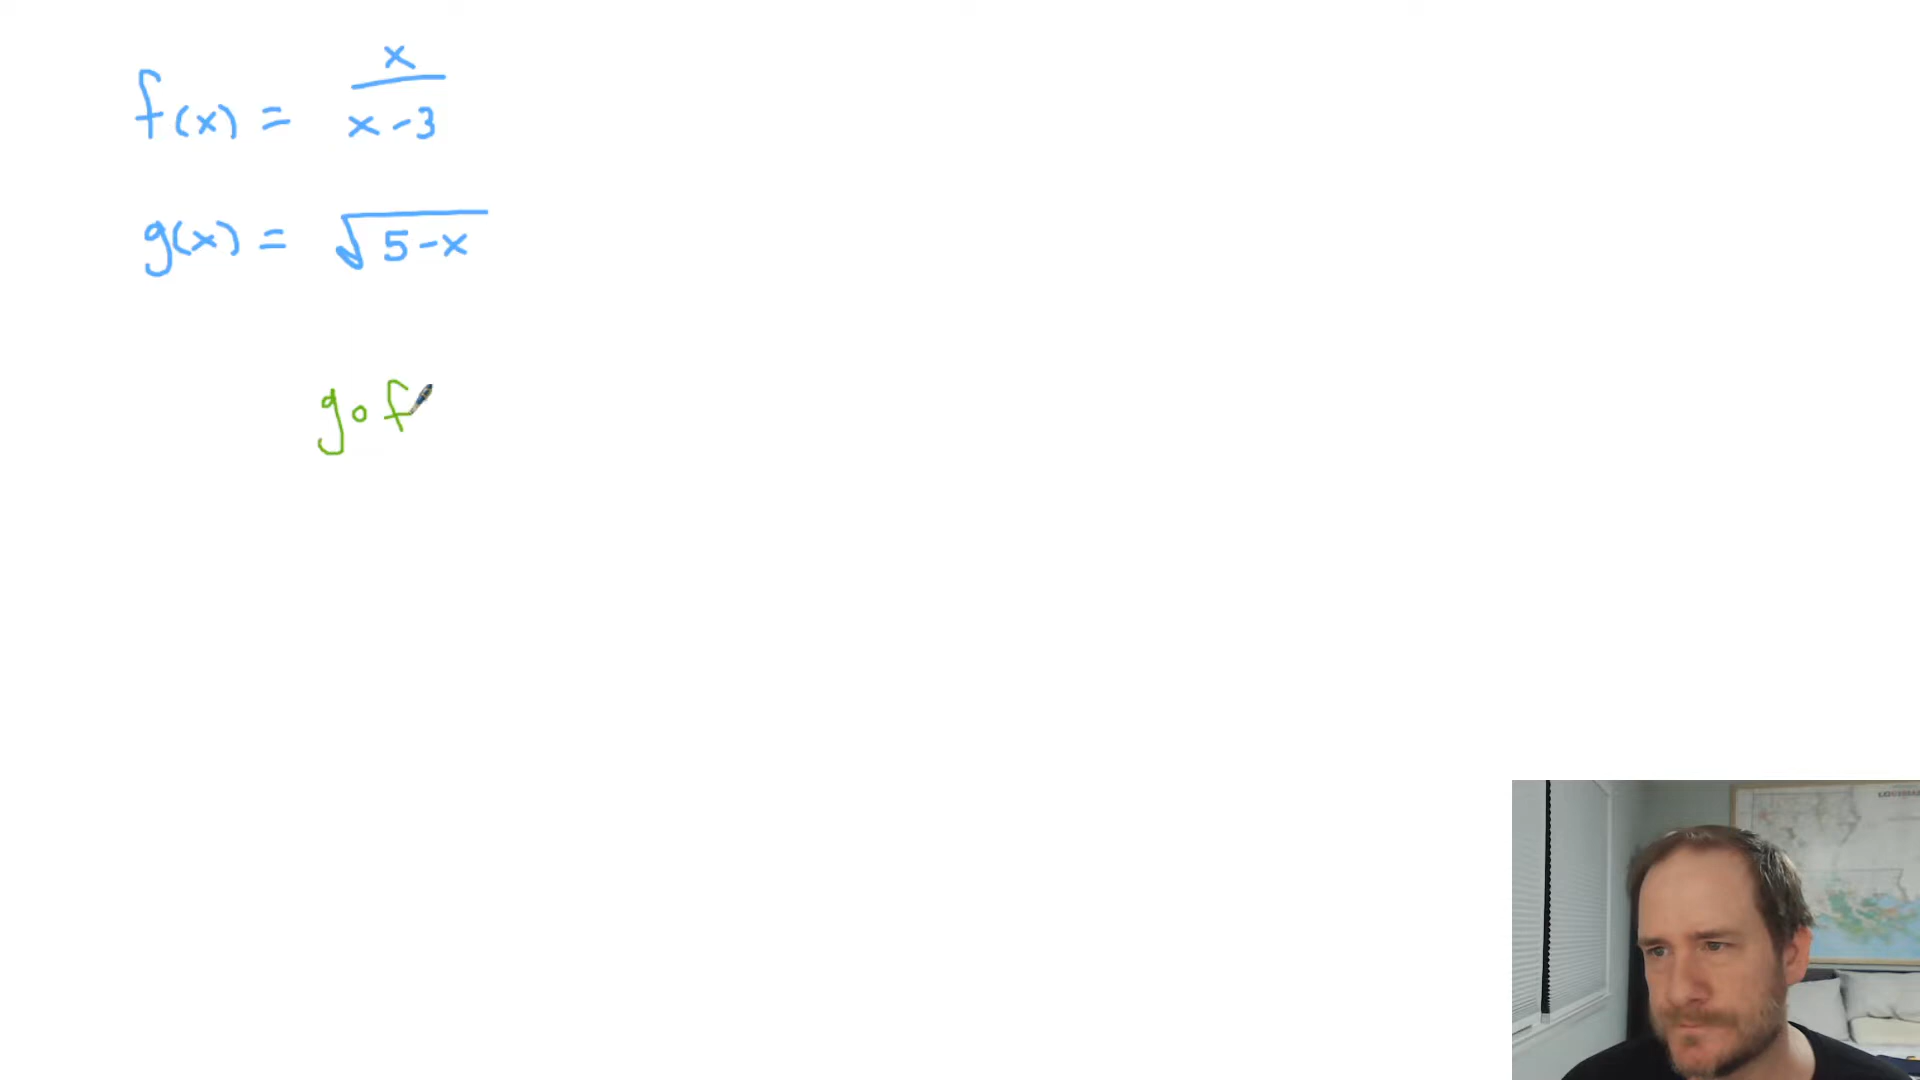 f(x) = x/(x-3)
g(x) = √(5-x)
g∘f